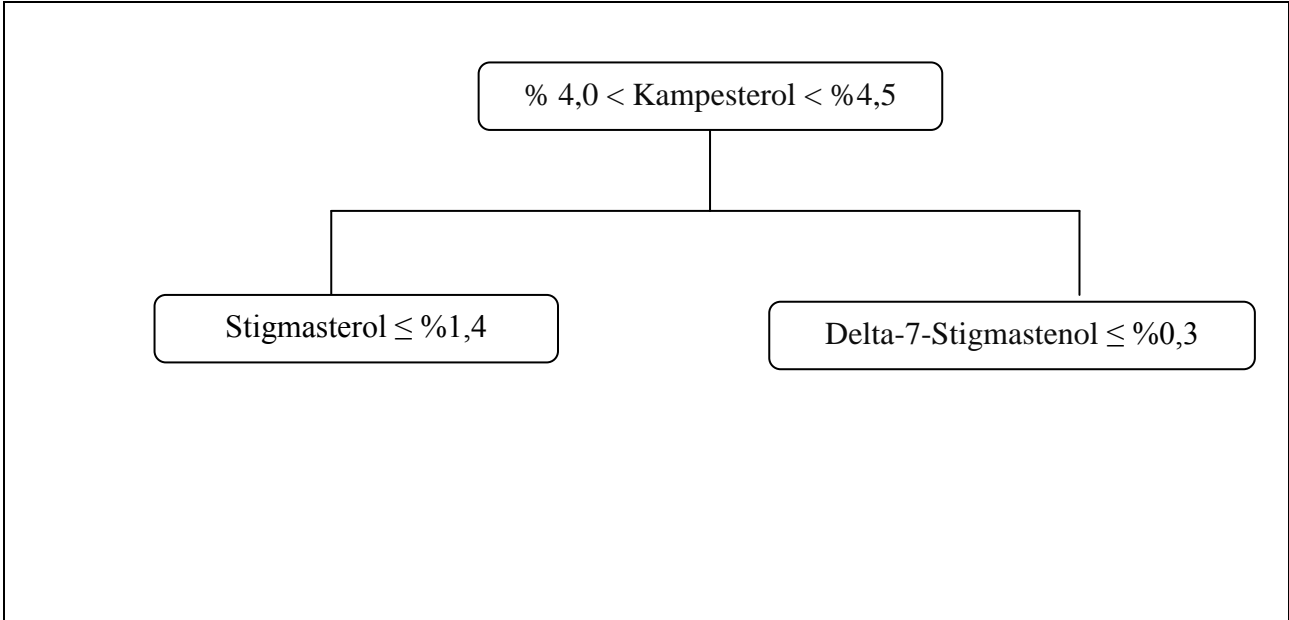 % 4,0 < Kampesterol < %4,5
Stigmasterol ≤ %1,4
Delta-7-Stigmastenol ≤ %0,3